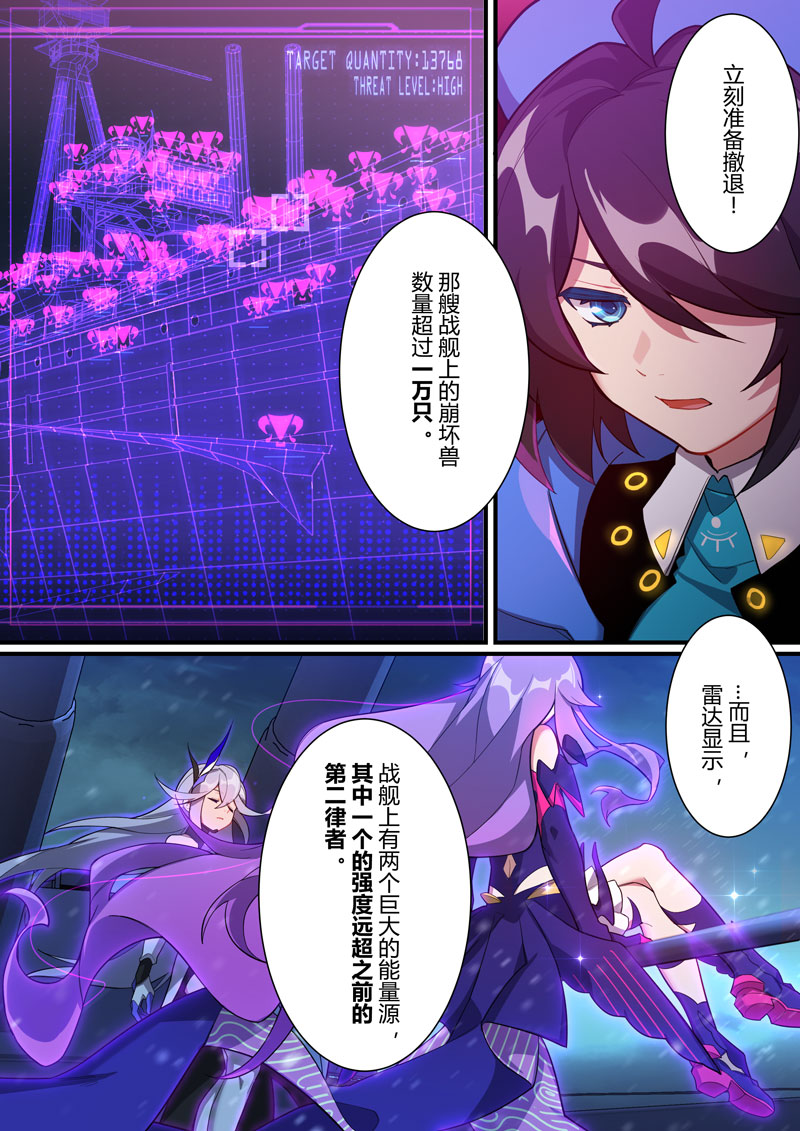 TARGET QUANTITY:13768
THREAT LEVEL:HIGH
立刻准备撤退！
那艘战舰上的崩坏兽
数量超过一万只。
…而且，
雷达显示，
战舰上有两个巨大的能量源，
其中一个的强度远超之前的
第二律者。